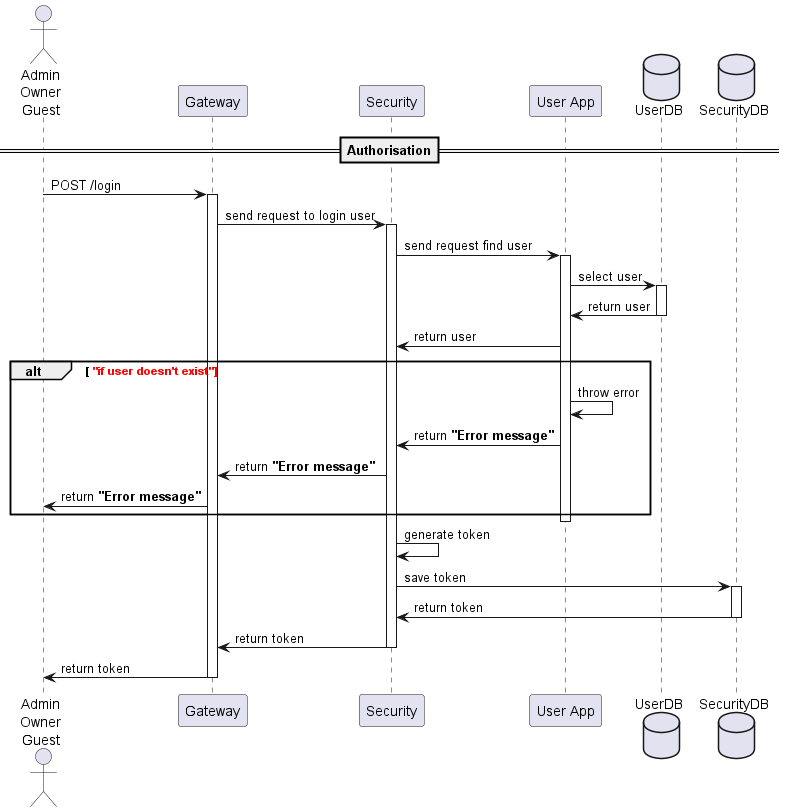 Admin
Owner
Guest
Gateway
Security
User App
UserDB
SecurityDB
Authorisation
POST /login
send request to login user
send request find user
select user
return user
return user
alt
[ "if user doesn't exist"]
throw error
return "Error message"
return "Error message"
return "Error message"
generate token
save token
return token
return token
return token
Admin
Owner
Guest
Gateway
Security
User App
UserDB
SecurityDB